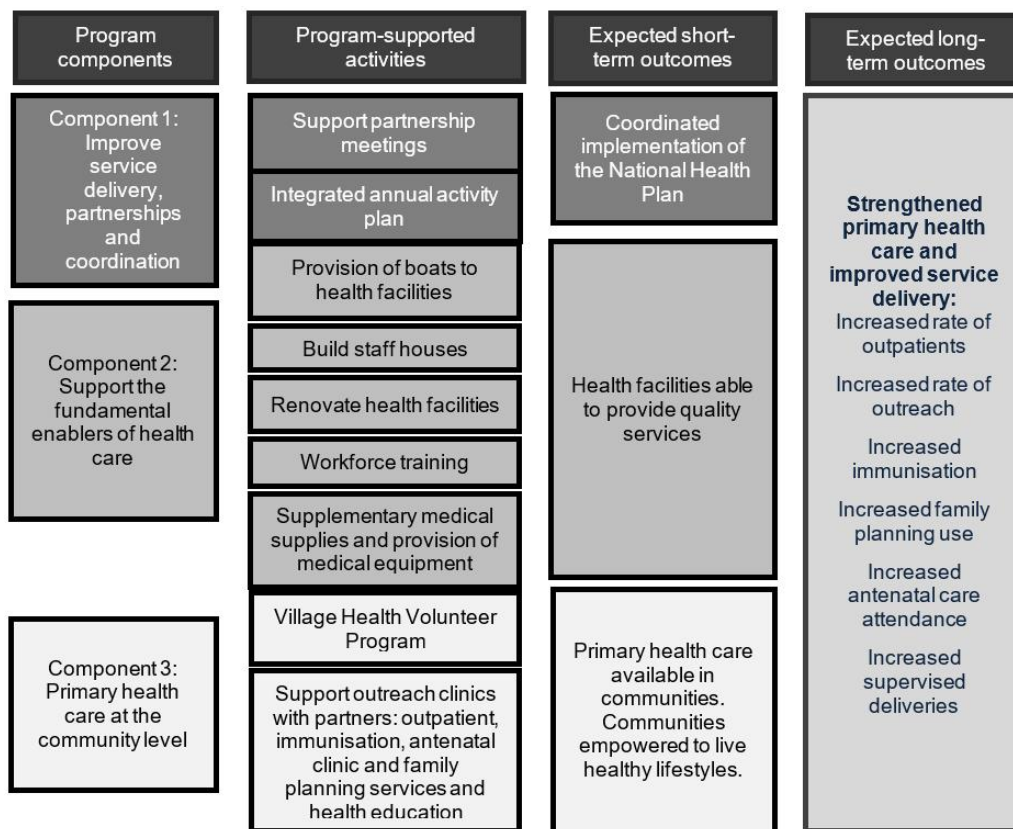 Program
components
Program-supported
activities
Expected short-
term outcomes
Expected long-
term outcomes
Component 1:
Improve
service
delivery,
partnerships
and
coordination
Support partnership
meetings
Integrated annual activity
plan
Coordinated
implementation of
the National Health
Plan
Component 2:
Support the
fundamental
enablers of health
care
Provision of boats to
health facilities
Build staff houses
Renovate health facilities
Workforce training
Supplementary medical
supplies and provision of
medical equipment
Health facilities able
to provide quality
services
Component 3:
Primary health
care at the
community level
Village Health Volunteer
Program
Support outreach clinics
with partners: outpatient,
immunisation, antenatal
clinic and family
planning services and
health education
Primary health care
available in
communities.
Communities
empowered to live
healthy lifestyles.
Strengthened
primary health
care and
improved service
delivery:
Increased rate of
outpatients
Increased rate of
outreach
Increased
immunisation
Increased family
planning use
Increased
antenatal care
attendance
Increased
supervised
deliveries